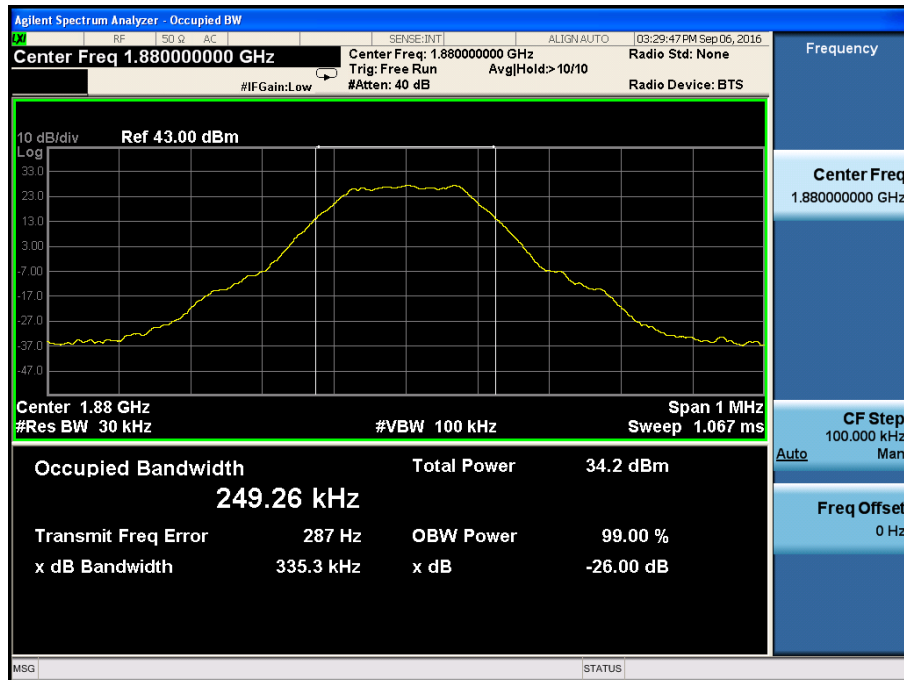 Agilent Spectrum Analyzer - Occupied BW
LXI RF 50 Ω AC SENSE:INT ALIGN AUTO 03:29:47 PM Sep 06, 2016
Center Freq 1.880000000 GHz
Center Freq: 1.880000000 GHz
Radio Std: None
Trig: Free Run Avg|Hold:>10/10
#IFGain:Low
#Atten: 40 dB
Radio Device: BTS
10 dB/div Ref 43.00 dBm
Log
33.0
23.0
13.0
3.00
-7.00
-17.0
-27.0
-37.0
-47.0
Center 1.88 GHz Span 1 MHz
#Res BW 30 kHz #VBW 100 kHz Sweep 1.067 ms
Occupied Bandwidth Total Power 34.2 dBm
249.26 kHz
Transmit Freq Error 287 Hz OBW Power 99.00 %
x dB Bandwidth 335.3 kHz x dB -26.00 dB
MSG STATUS
Frequency
Center Freq
1.880000000 GHz
CF Step
100.000 kHz
Auto Man
Freq Offset
0 Hz